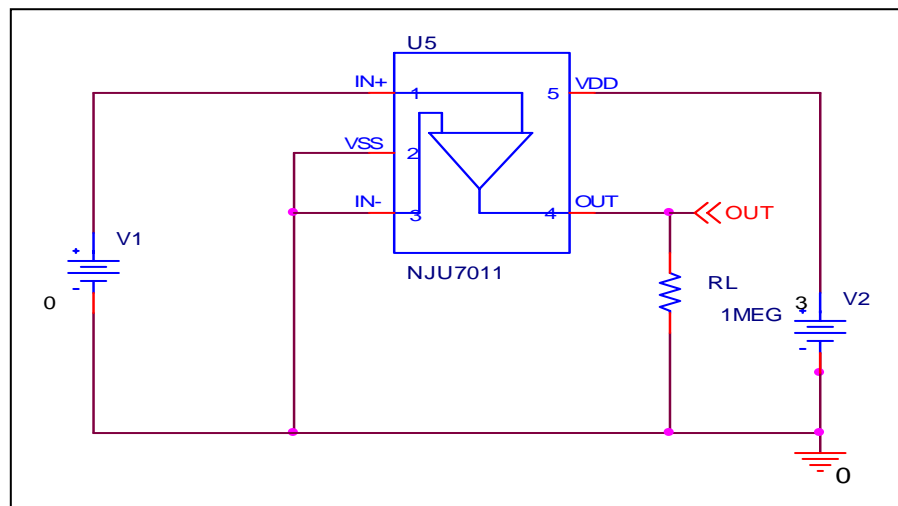 U5
IN+
1
5
VDD
VSS
2
IN-
3
4
OUT
OUT
NJU7011
V1
0
RL
1MEG
3
V2
+
-
+
-
0